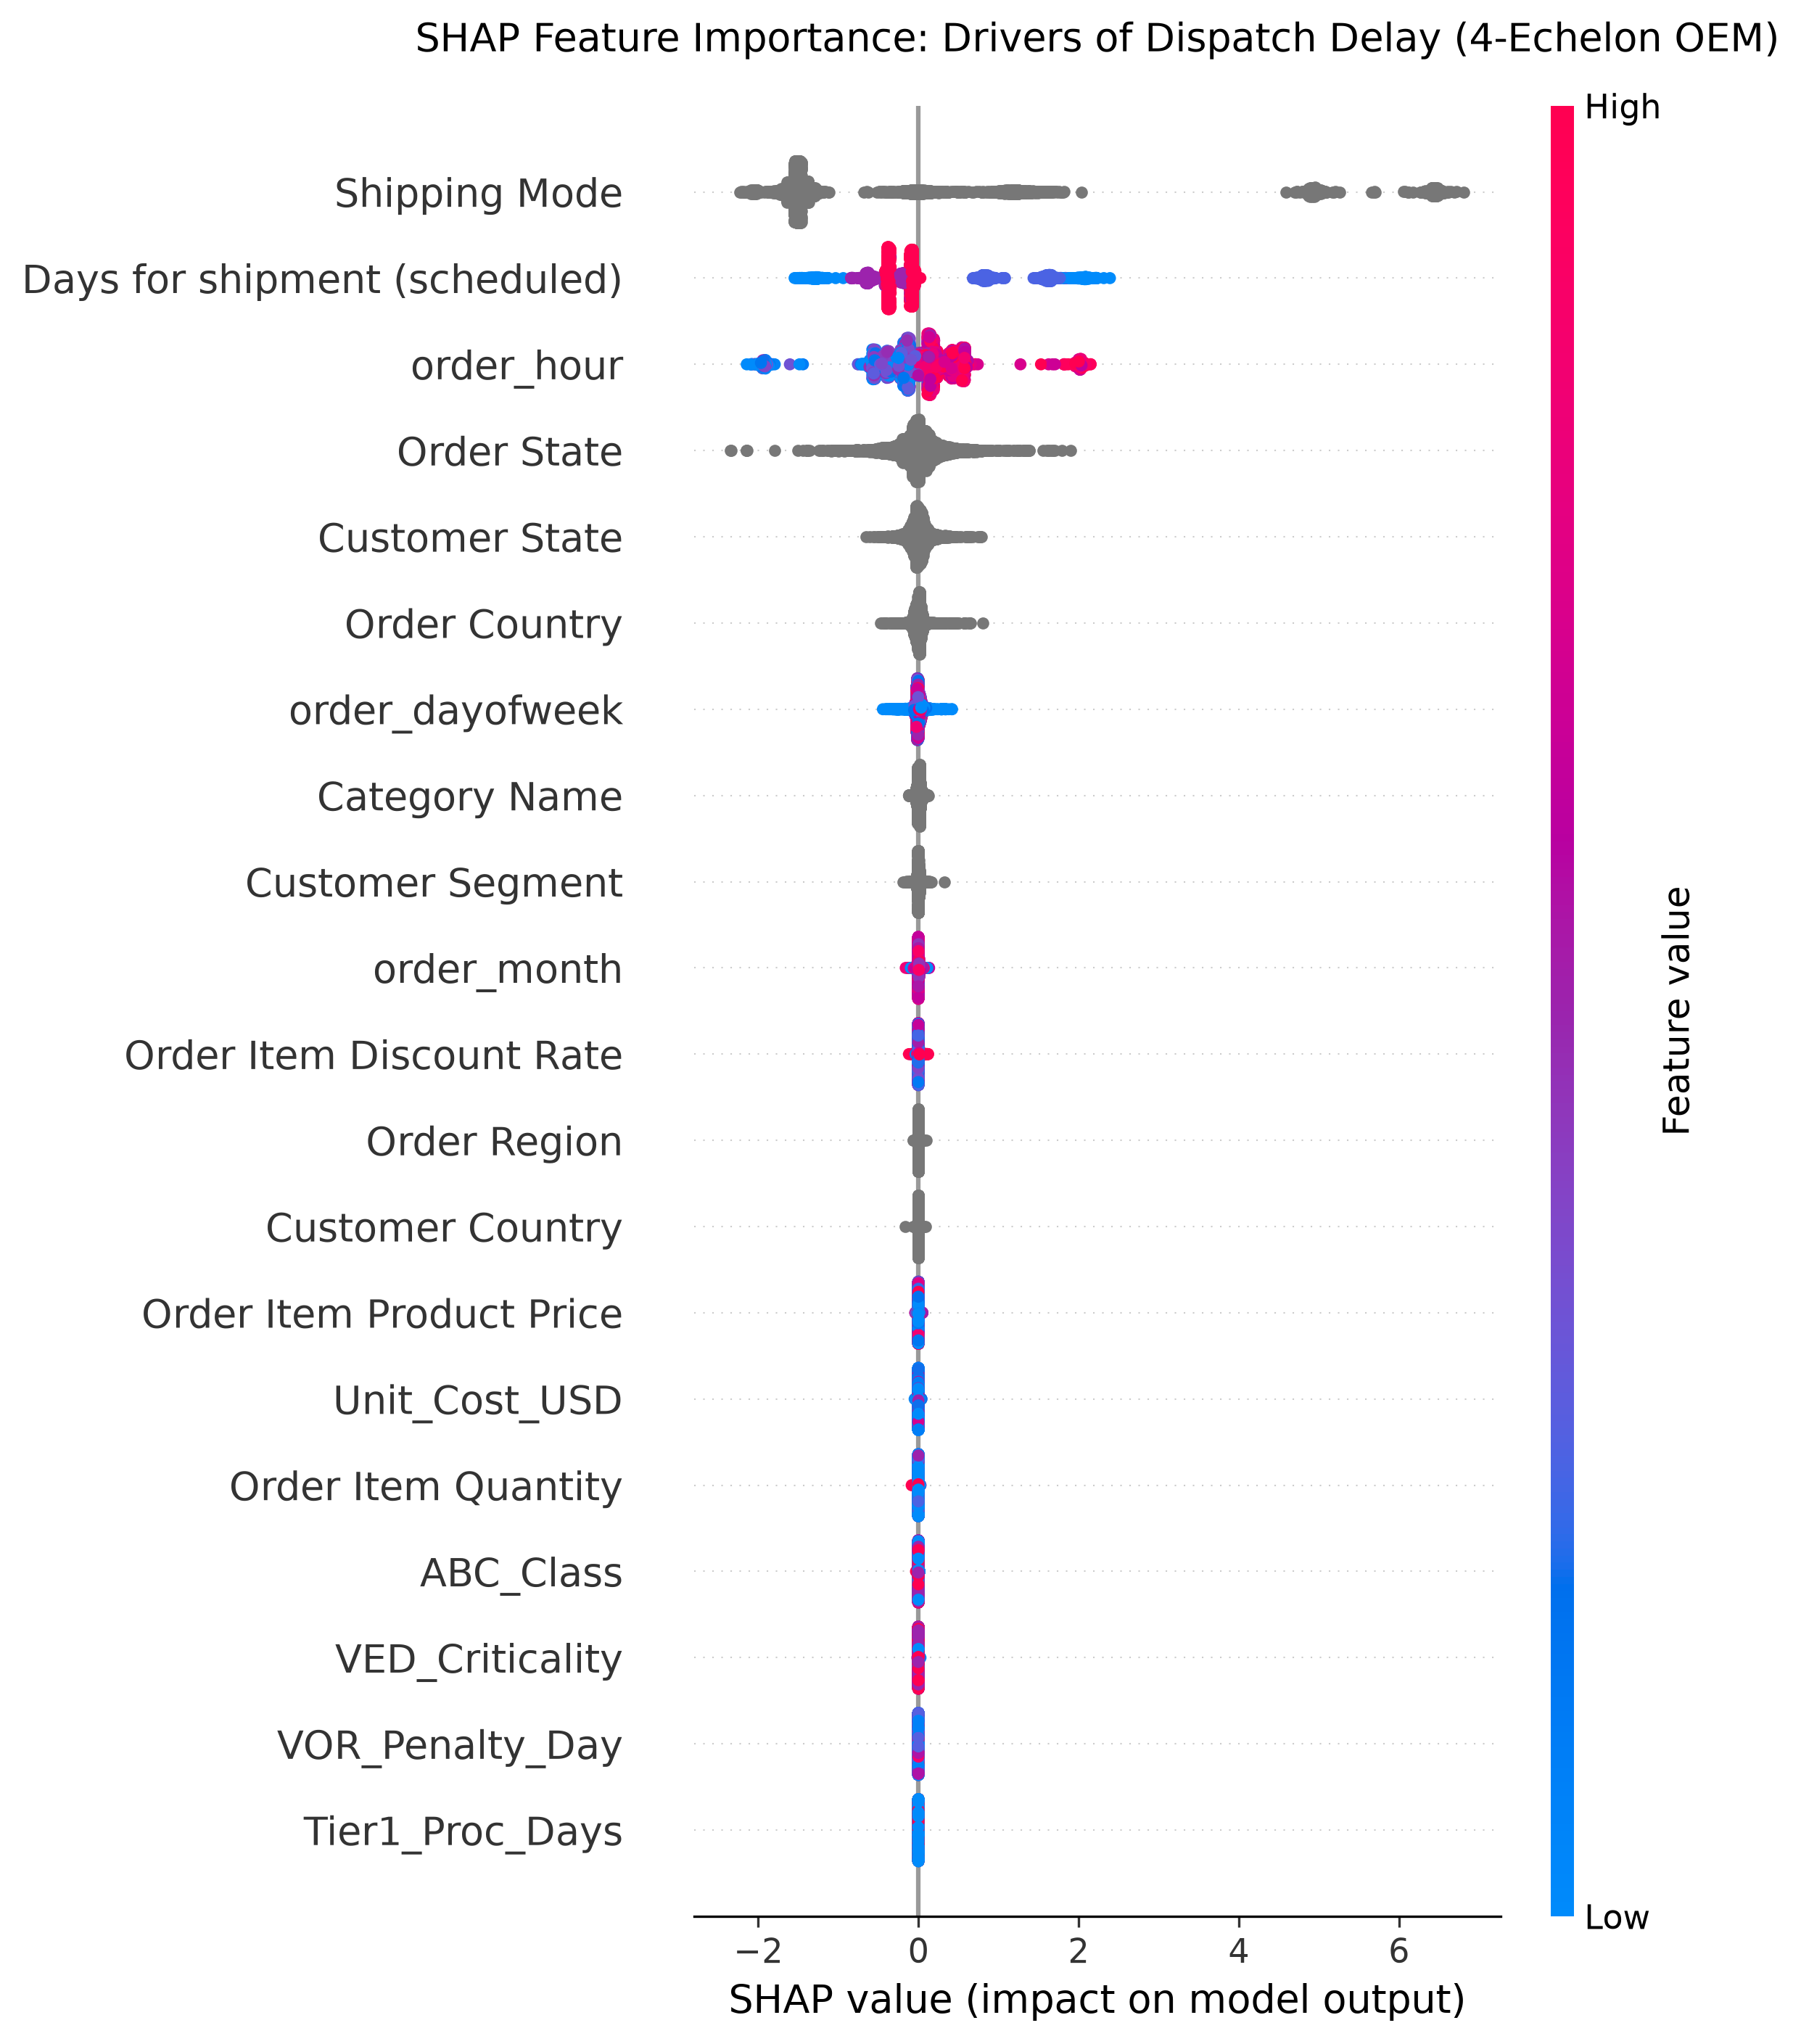 SHAP Feature Importance: Drivers of Dispatch Delay (4-Echelon OEM)
High
Shipping Mode
Days for shipment (scheduled)
order_hour
Order State
Customer State
Order Country
order_dayofweek
Category Name
Customer Segment
order_month
Order Item Discount Rate
Order Region
Customer Country
Order Item Product Price
Unit_Cost_USD
Order Item Quantity
ABC_Class
VED_Criticality
VOR_Penalty_Day
Tier1_Proc_Days
Feature value
Low
−2 0 2 4 6
SHAP value (impact on model output)